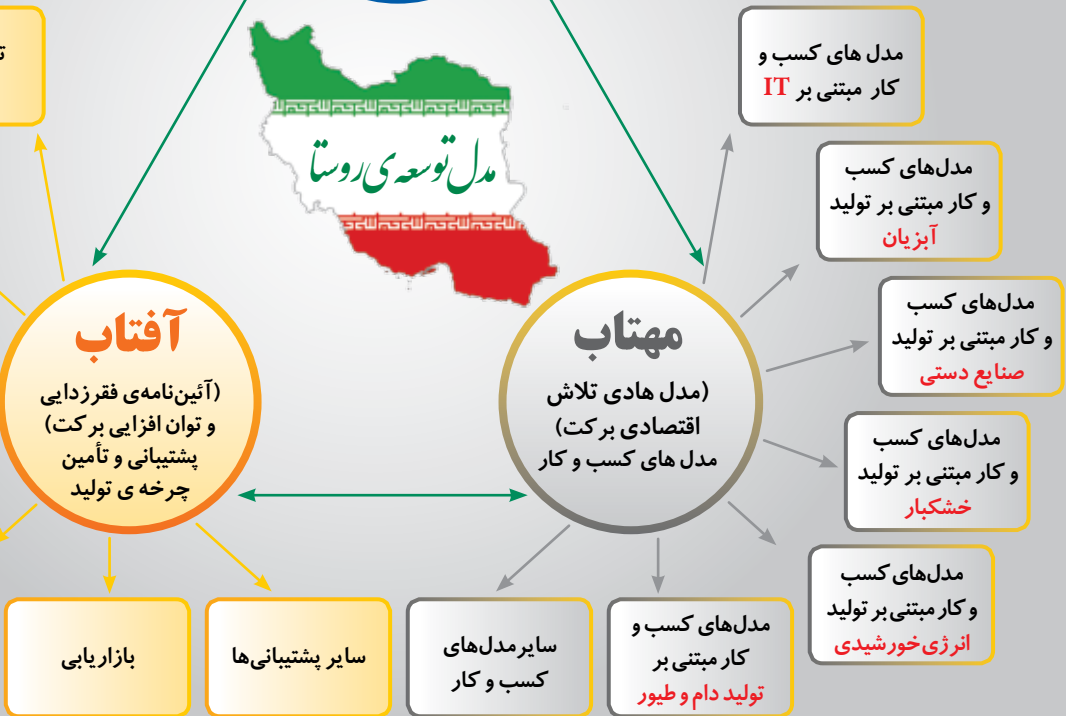 مدل های کسب و
کار مبتنی بر IT
مدل‌های کسب
و کار مبتنی بر تولید
آبزیان
مدل‌های کسب
و کار مبتنی بر تولید
صنایع دستی
مدل‌های کسب
و کار مبتنی بر تولید
خشکبار
مدل‌های کسب
و کار مبتنی بر تولید
انرژی خورشیدی
مدل توسعه ی روستا
مهتاب
(مدل هادی تلاش
اقتصادی برکت)
مدل های کسب و کار
آفتاب
(آئین‌نامه‌ی فقرزدایی
و توان افزایی برکت)
پشتیبانی و تأمین
چرخه ی تولید
مدل‌های کسب و
کار مبتنی بر
تولید دام و طیور
سایر مدل‌های
کسب و کار
سایر پشتیبانی‌ها
بازاریابی